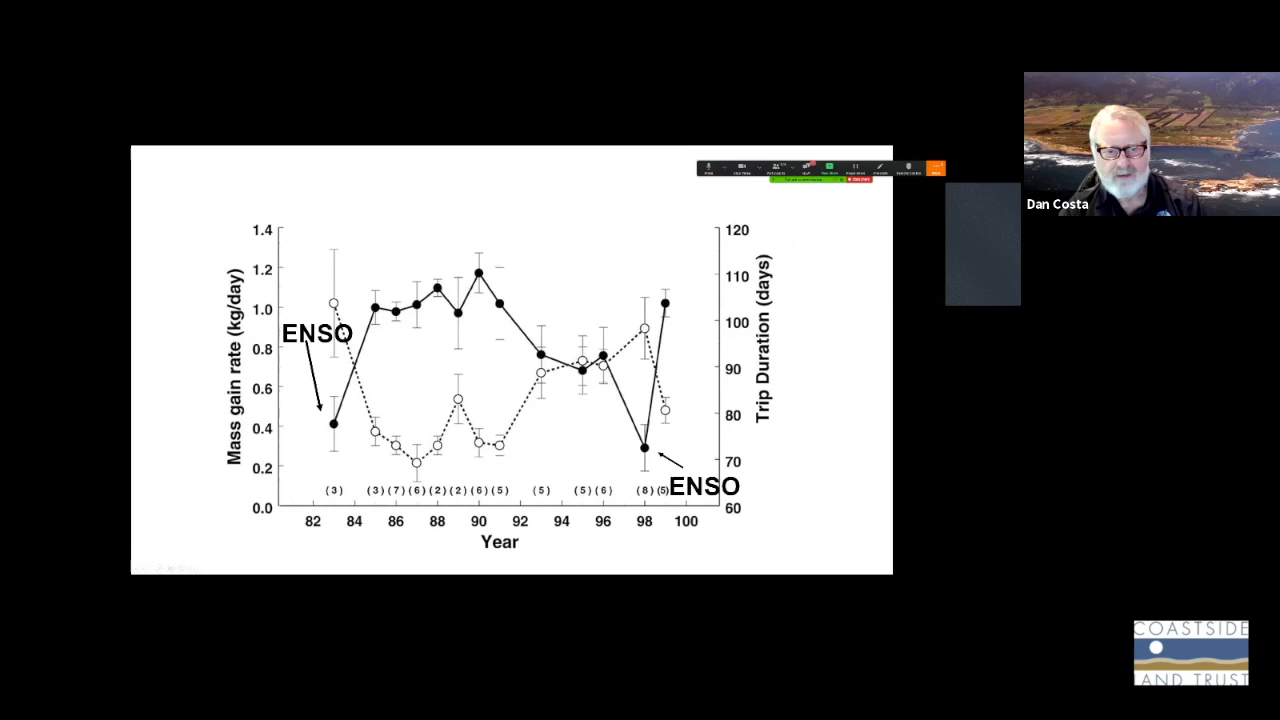 Dan Costa
1.4
1.2
1.0
0.8
0.6
0.4
0.2
0.0
Mass gain rate (kg/day)
ENSO
120
110
100
90
80
70
60
Trip Duration (days)
ENSO
(3) (3) (7) (6) (2) (2) (6) (5) (5) (5) (6) (8) (5)
82 84 86 88 90 92 94 96 98 100
Year
COASTSIDE
LAND TRUST